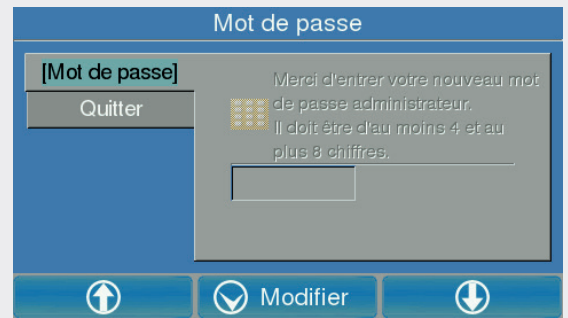 Mot de passe
[Mot de passe]
Quitter
Merci d'entrer votre nouveau mot
de passe administrateur.
Il doit être d'au moins 4 et au
plus 8 chiffres.
Modifier